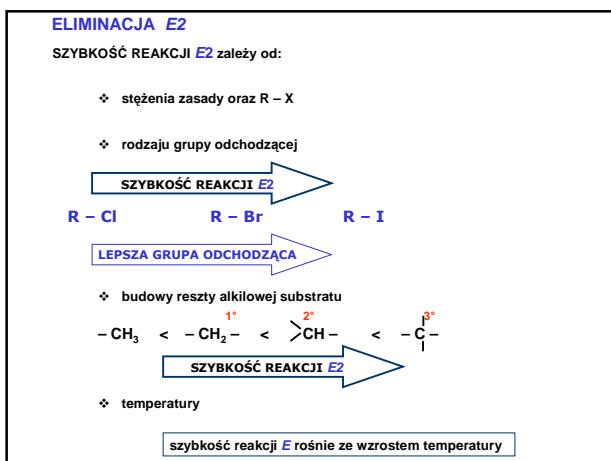 ELIMINACJA E2
SZYBKOŚĆ REAKCJI E2 zależy od:
❖ stężenia zasady oraz R – X
❖ rodzaju grupy odchodzącej
SZYBKOŚĆ REAKCJI E2
R – Cl R – Br R – I
LEPSZA GRUPA ODCHODZĄCA
❖ budowy reszty alkilowej substratu
1° 2° 3°
– CH₃ < – CH₂ – < >CH – < – C –
SZYBKOŚĆ REAKCJI E2
❖ temperatury
szybkość reakcji E rośnie ze wzrostem temperatury